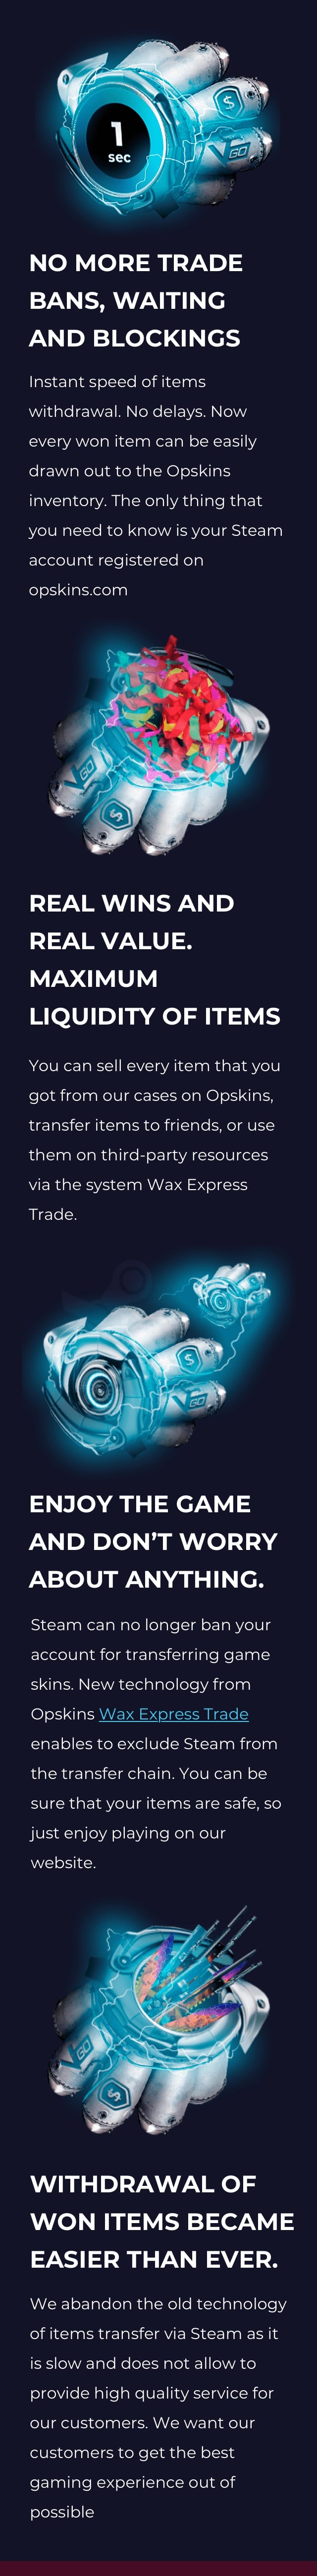 1
sec
$
VGO
NO MORE TRADE
BANS, WAITING
AND BLOCKINGS
Instant speed of items
withdrawal. No delays. Now
every won item can be easily
drawn out to the Opskins
inventory. The only thing that
you need to know is your Steam
account registered on
opskins.com
VGO
$
REAL WINS AND
REAL VALUE.
MAXIMUM
LIQUIDITY OF ITEMS
You can sell every item that you
got from our cases on Opskins,
transfer items to friends, or use
them on third-party resources
via the system Wax Express
Trade.
$
VGO
ENJOY THE GAME
AND DON’T WORRY
ABOUT ANYTHING.
Steam can no longer ban your
account for transferring game
skins. New technology from
Opskins Wax Express Trade
enables to exclude Steam from
the transfer chain. You can be
sure that your items are safe, so
just enjoy playing on our
website.
VGO
$
WITHDRAWAL OF
WON ITEMS BECAME
EASIER THAN EVER.
We abandon the old technology
of items transfer via Steam as it
is slow and does not allow to
provide high quality service for
our customers. We want our
customers to get the best
gaming experience out of
possible